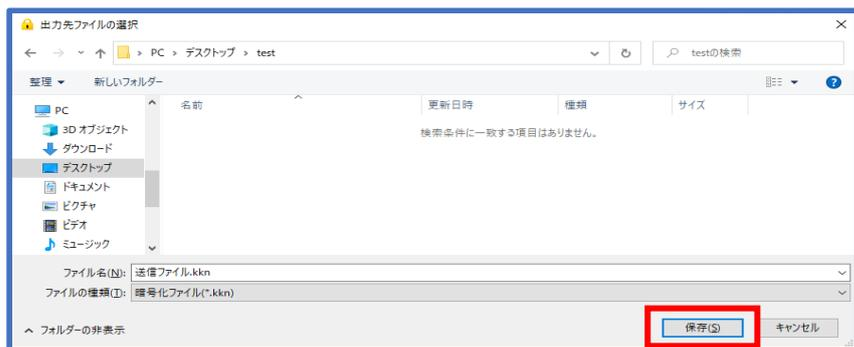 出力先ファイルの選択
PC > デスクトップ > test
testの検索
整理 新しいフォルダー
PC
3D オブジェクト
ダウンロード
デスクトップ
ドキュメント
ピクチャ
ビデオ
ミュージック
名前 更新日時 種類 サイズ
検索条件に一致する項目はありません。
ファイル名(N): 送信ファイル.kkn
ファイルの種類(T): 暗号化ファイル(*.kkn)
フォルダーの非表示
保存(S) キャンセル